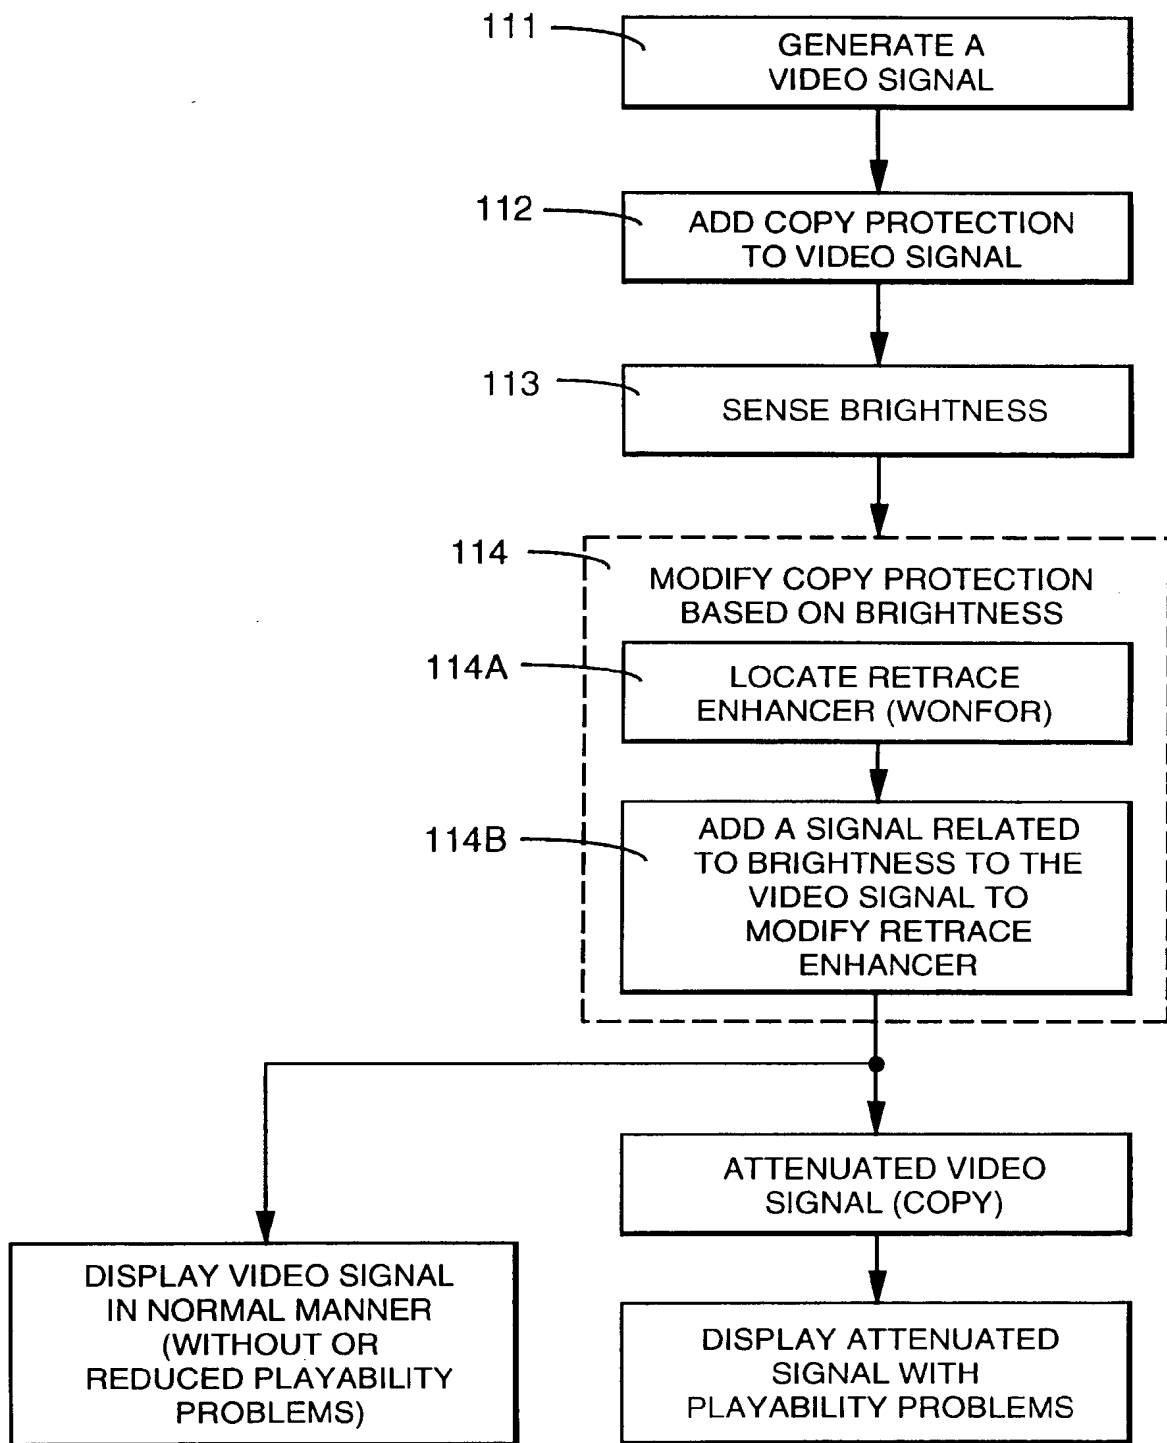 111
GENERATE A
VIDEO SIGNAL
112
ADD COPY PROTECTION
TO VIDEO SIGNAL
113
SENSE BRIGHTNESS
114
MODIFY COPY PROTECTION
BASED ON BRIGHTNESS
114A
LOCATE RETRACE
ENHANCER (WONFOR)
114B
ADD A SIGNAL RELATED
TO BRIGHTNESS TO THE
VIDEO SIGNAL TO
MODIFY RETRACE
ENHANCER
ATTENUATED VIDEO
SIGNAL (COPY)
DISPLAY VIDEO SIGNAL
IN NORMAL MANNER
(WITHOUT OR
REDUCED PLAYABILITY
PROBLEMS)
DISPLAY ATTENUATED
SIGNAL WITH
PLAYABILITY PROBLEMS